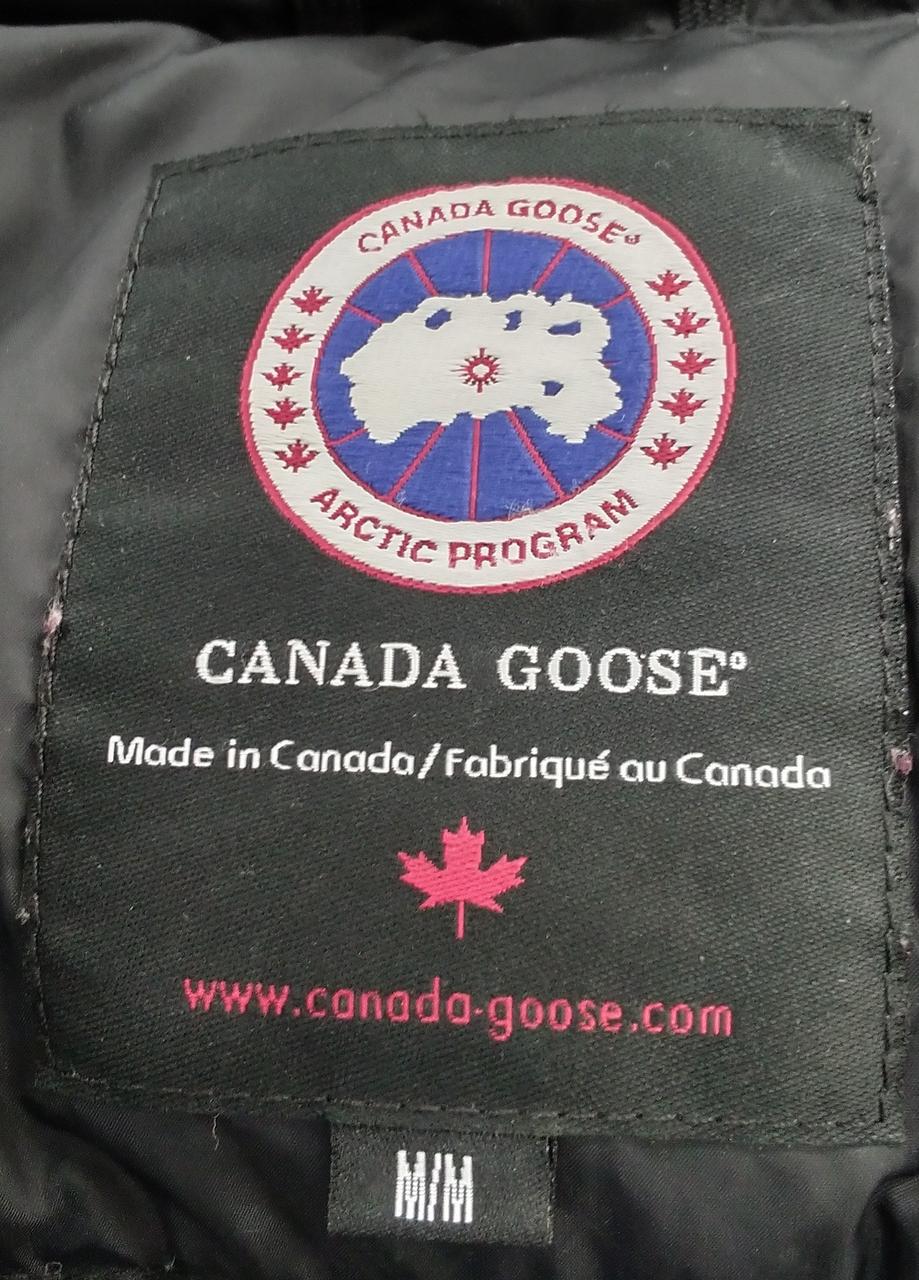 CANADA GOOSE®
ARCTIC PROGRAM
CANADA GOOSE®
Made in Canada/Fabriqué au Canada
www.canada-goose.com
M/M